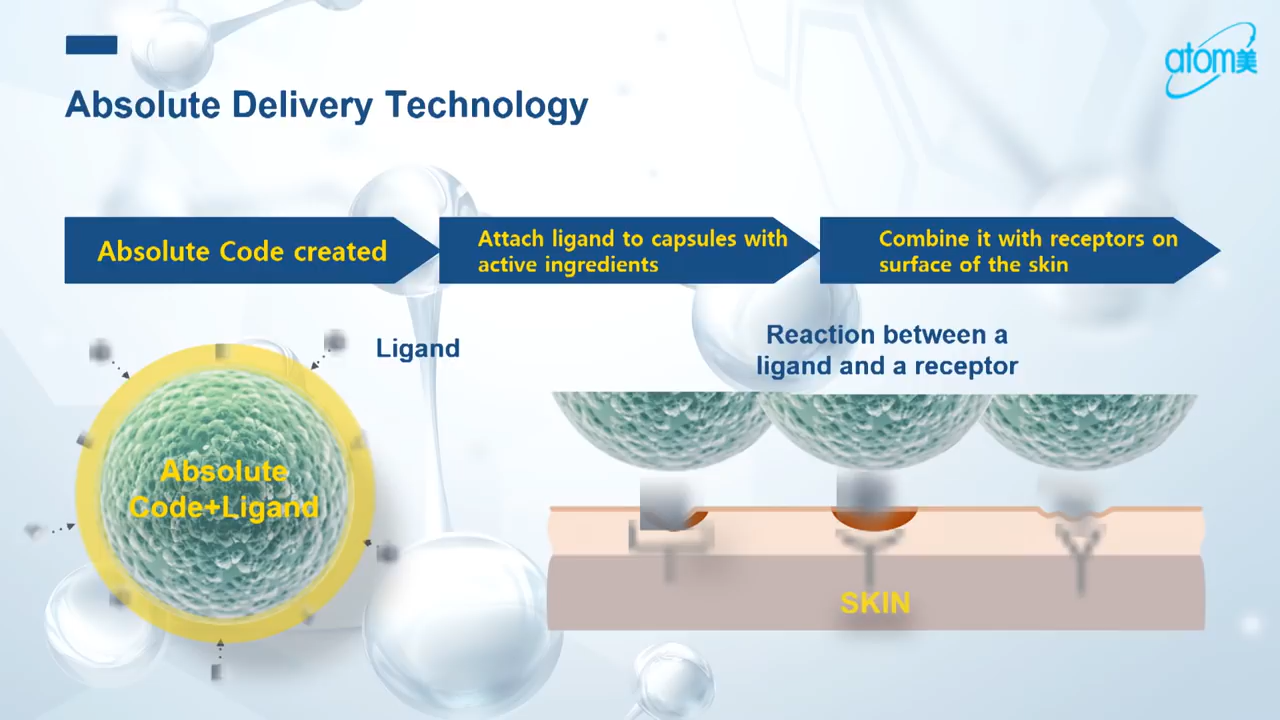 atom美
Absolute Delivery Technology
Absolute Code created
Attach ligand to capsules with
active ingredients
Combine it with receptors on
surface of the skin
Ligand
Absolute
Code+Ligand
Reaction between a
ligand and a receptor
SKIN